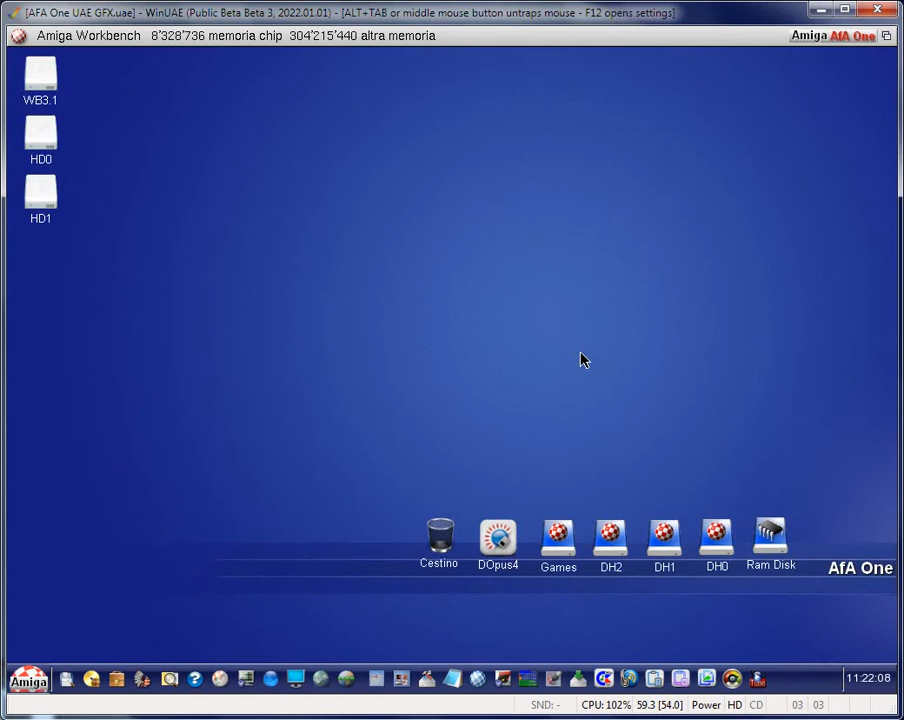 [AFA One UAE GFX.uae] - WinUAE (Public Beta Beta 3, 2022.01.01) - [ALT+TAB or middle mouse button untraps mouse - F12 opens settings]
Amiga Workbench 8'328'736 memoria chip 304'215'440 altra memoria
Amiga AfA One
WB3.1
HD0
HD1
Cestino
DOpus4
Games
DH2
DH1
DH0
Ram Disk
AfA One
Amiga
11:22:08
SND: -
CPU: 102%
59.3 [54.0]
Power
HD
CD
03
03